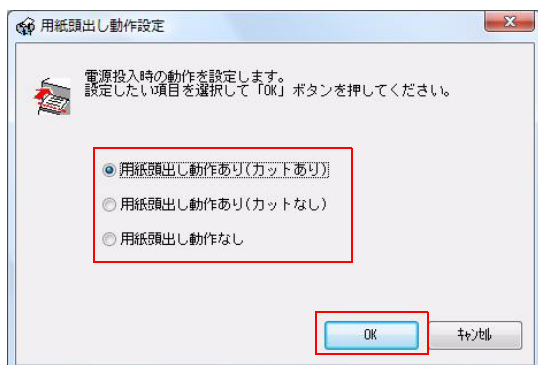 用紙頭出し動作設定
電源投入時の動作を設定します。
設定したい項目を選択して「OK」ボタンを押してください。
用紙頭出し動作あり(カットあり)
用紙頭出し動作あり(カットなし)
用紙頭出し動作なし
OK
ｷｬﾝｾﾙ